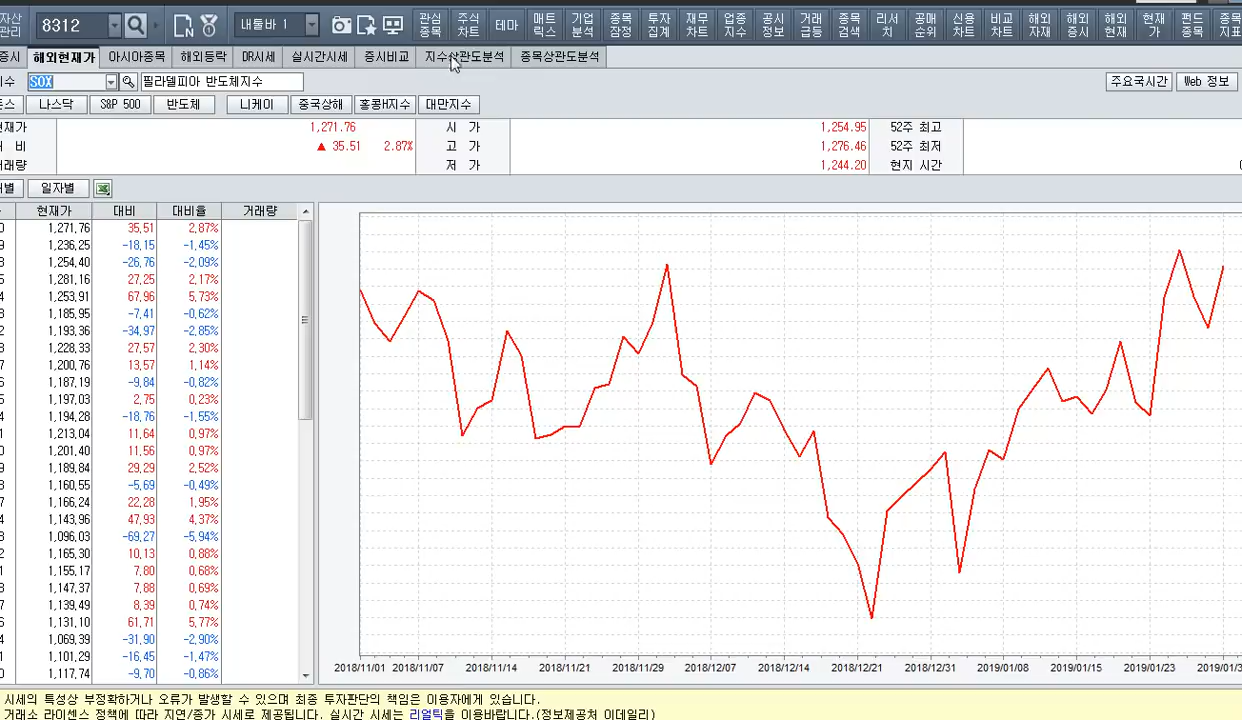 자산 관리 8312 내툴바 1 관심 종목 주식 차트 테마 매트 릭스 기업 분석 종목 잠정 투자 집계 재무 차트 업종 지수 공시 정보 거래 급등 종목 검색 리서 치 공매 순위 신용 차트 비교 차트 해외 자재 해외 증시 해외 현재 현재 가 펀드 종목 종목 지표
증시 해외현재가 아시아종목 해외등락 DR시세 실시간시세 증시비교 지수상관도분석 종목상관도분석
지수 SOX 필라델피아 반도체지수 주요국시간 Web 정보
나스닥 S&P 500 반도체 니케이 중국상해 홍콩H지수 대만지수
현재가 1,271.76 시 가 1,254.95 52주 최고
대 비 ▲ 35.51 2.87% 고 가 1,276.46 52주 최저
거래량 저 가 1,244.20 현지 시간
일자별
현재가 대비 대비율 거래량
1,271.76 35.51 2.87%
1,236.25 -18.15 -1.45%
1,254.40 -26.76 -2.09%
1,281.16 27.25 2.17%
1,253.91 67.96 5.73%
1,185.95 -7.41 -0.62%
1,193.36 -34.97 -2.85%
1,228.33 27.57 2.30%
1,200.76 13.57 1.14%
1,187.19 -9.84 -0.82%
1,197.03 2.75 0.23%
1,194.28 -18.76 -1.55%
1,213.04 11.64 0.97%
1,201.40 11.56 0.97%
1,189.84 29.29 2.52%
1,160.55 -5.69 -0.49%
1,166.24 22.28 1.95%
1,143.96 47.93 4.37%
1,096.03 -69.27 -5.94%
1,165.30 10.13 0.88%
1,155.17 7.80 0.68%
1,147.37 7.88 0.69%
1,139.49 8.39 0.74%
1,131.10 61.71 5.77%
1,069.39 -31.90 -2.90%
1,101.29 -16.45 -1.47%
1,117.74 -9.70 -0.86%
2018/11/01 2018/11/07 2018/11/14 2018/11/21 2018/11/29 2018/12/07 2018/12/14 2018/12/21 2018/12/31 2019/01/08 2019/01/15 2019/01/23 2019/01/3
시세의 특성상 부정확하거나 오류가 발생할 수 있으며 최종 투자판단의 책임은 이용자에게 있습니다.
거래소 라이센스 정책에 따라 지연/종가 시세로 제공됩니다. 실시간 시세는 리얼틱을 이용바랍니다.(정보제공처 이데일리)